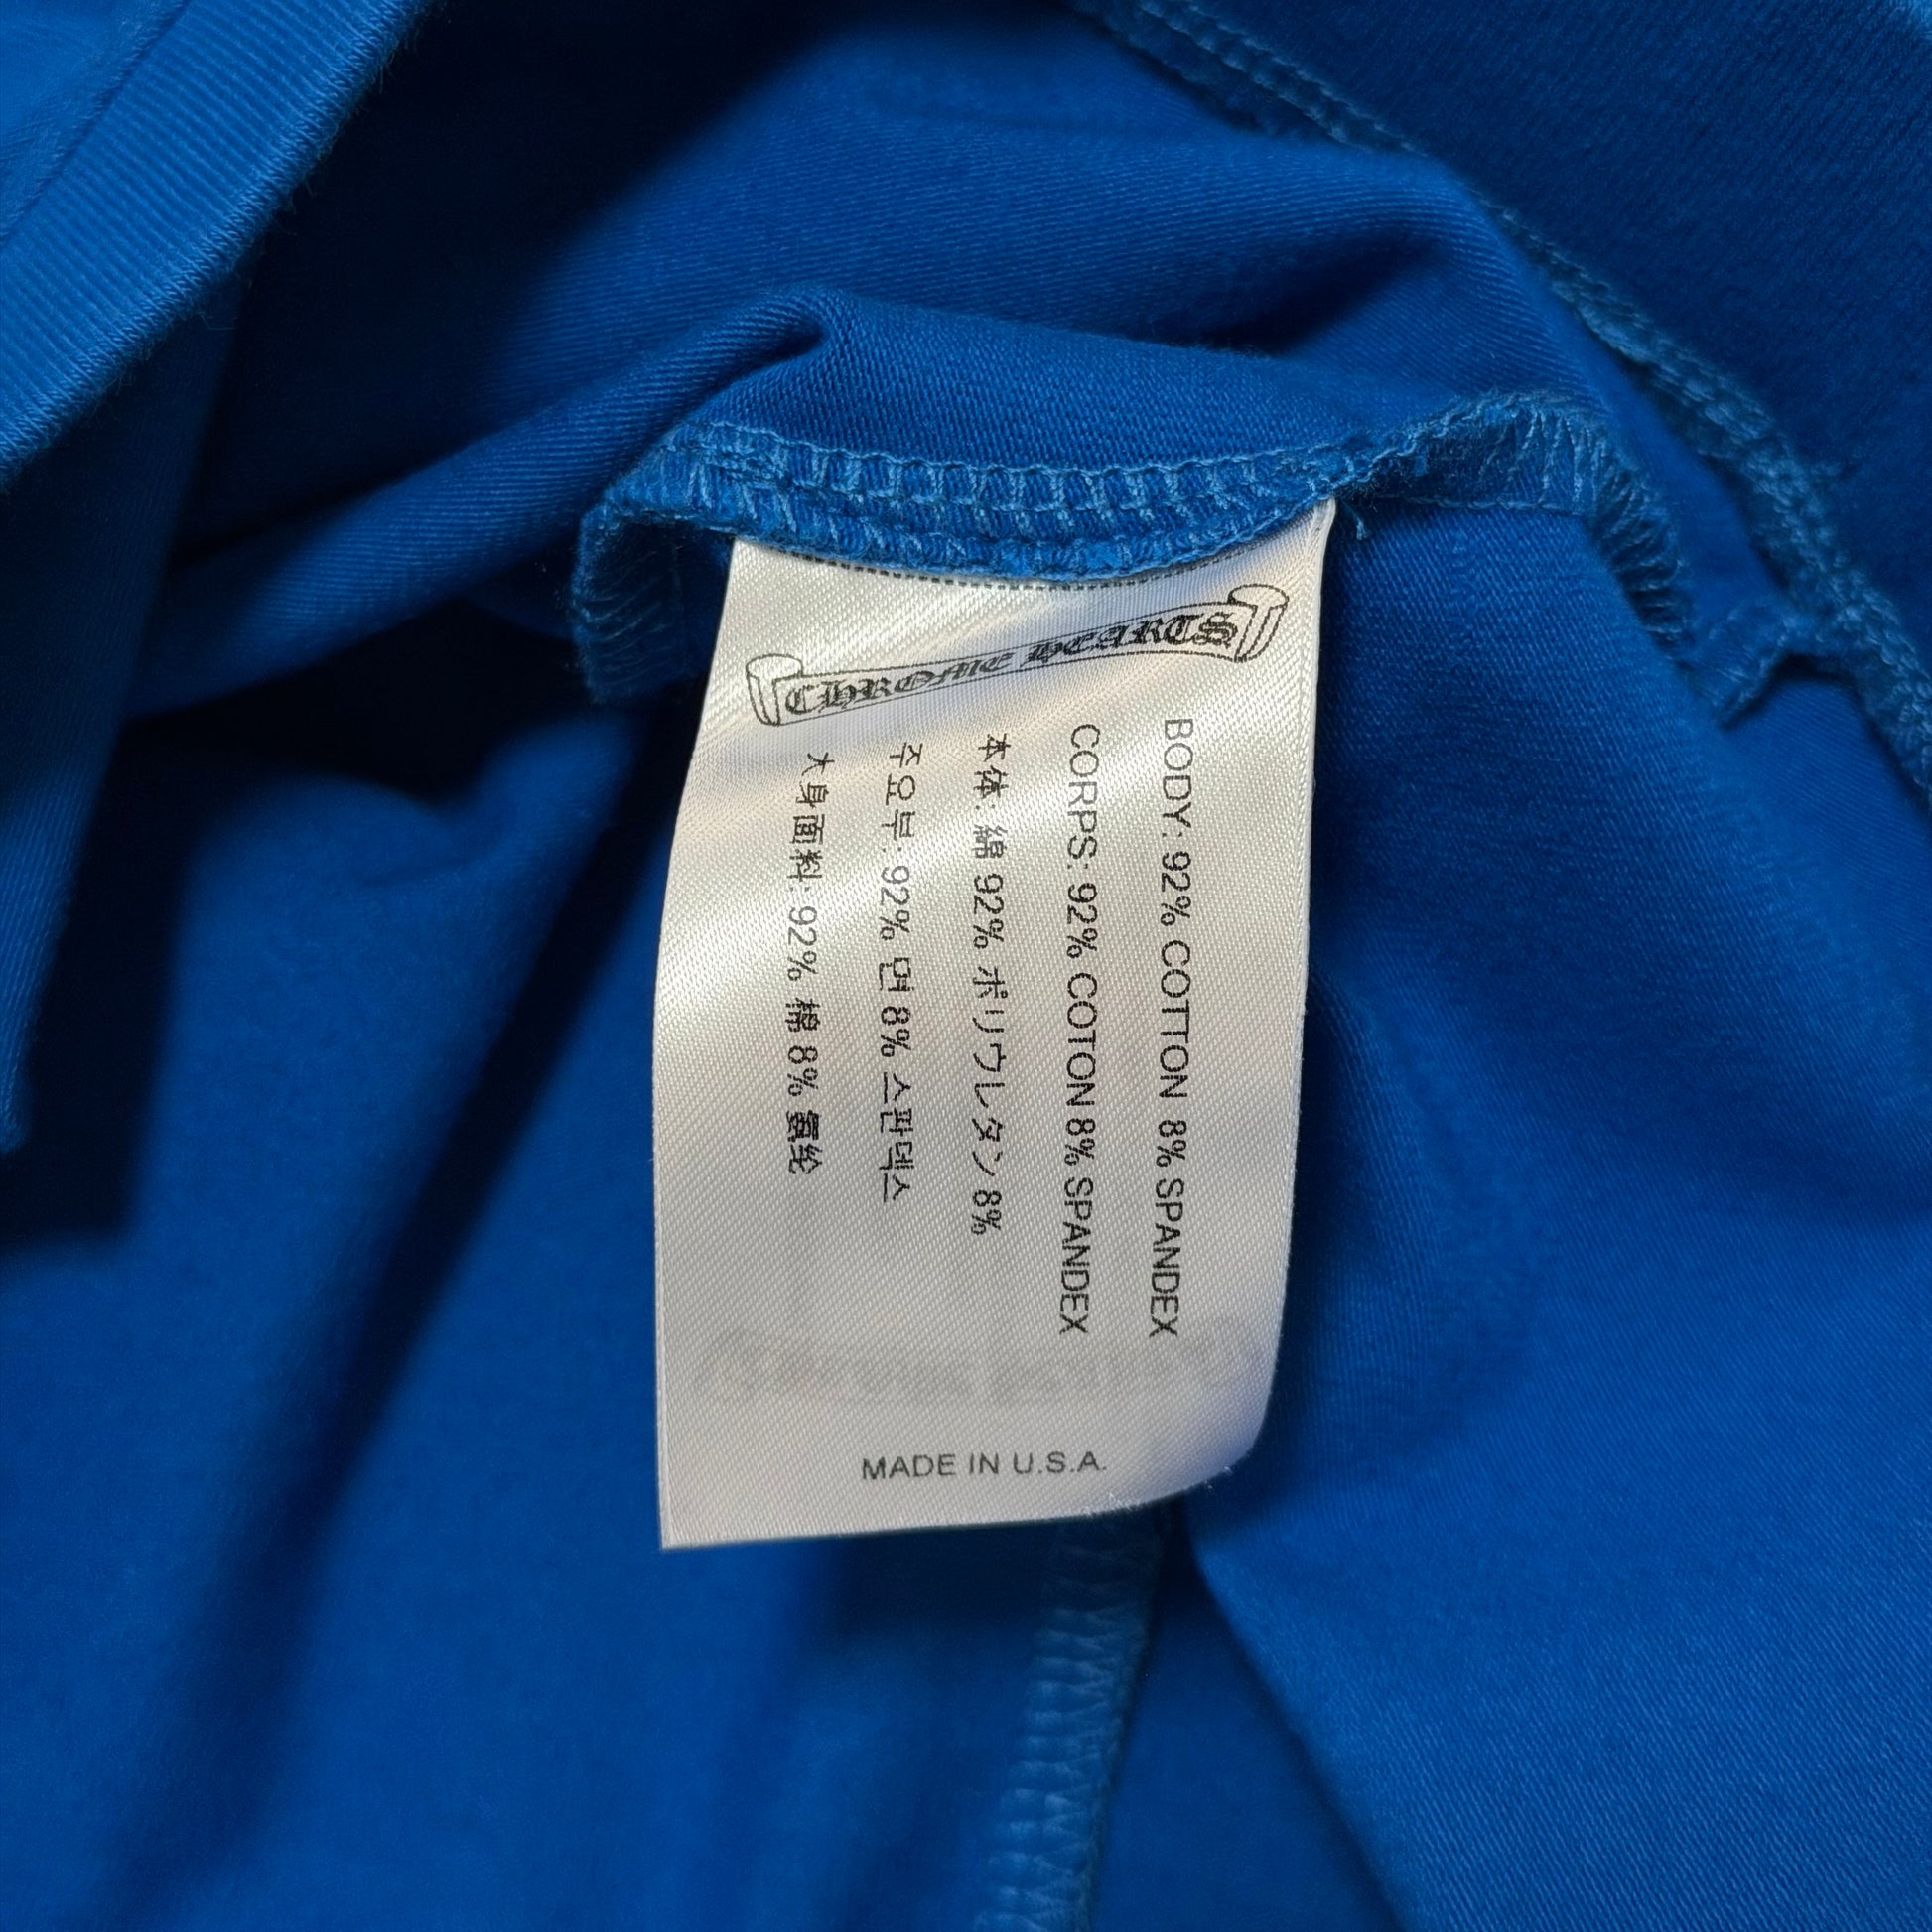 CHROME HEARTS
BODY: 92% COTTON 8% SPANDEX
CORPS: 92% COTON 8% SPANDEX
本体: 綿 92% ポリウレタン 8%
주요부: 92% 면 8% 스판덱스
大身面料: 92% 棉 8% 氨纶
MADE IN U.S.A.